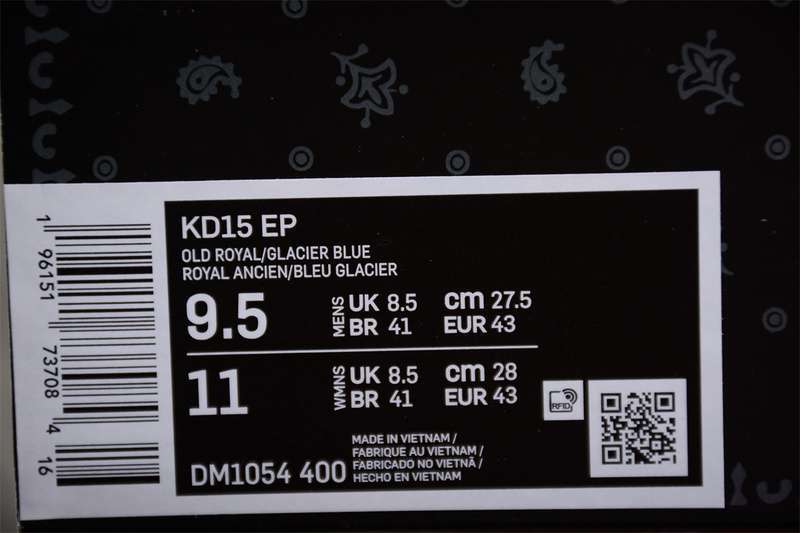 KD15 EP
OLD ROYAL/GLACIER BLUE
ROYAL ANCIEN/BLEU GLACIER
9.5 MENS UK 8.5 cm 27.5
BR 41 EUR 43
11 WMNS UK 8.5 cm 28
BR 41 EUR 43
RFID
DM1054 400
MADE IN VIETNAM /
FABRIQUE AU VIETNAM /
FABRICADO NO VIETNÃ /
HECHO EN VIETNAM
1 96151 73708 4 16